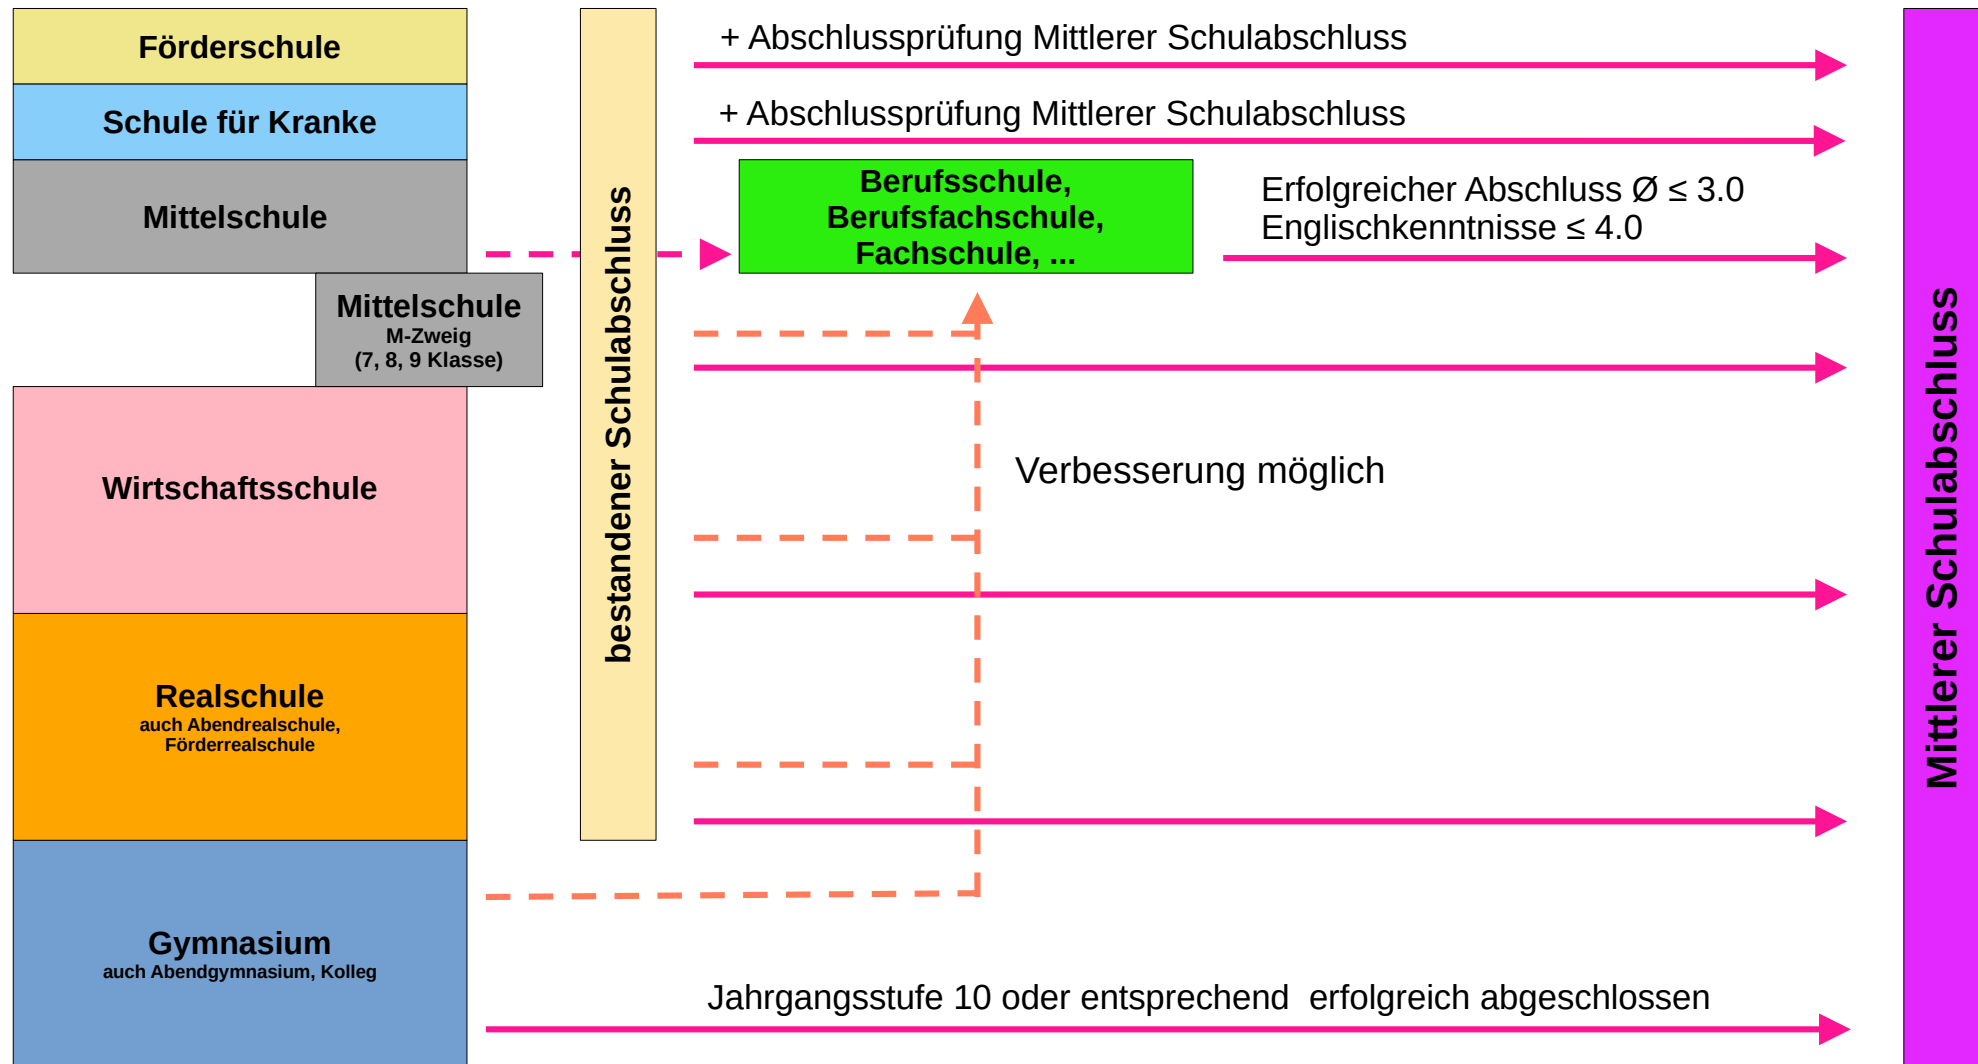 Förderschule
Schule für Kranke
Mittelschule
Mittelschule
M-Zweig
(7, 8, 9 Klasse)
Wirtschaftsschule
Realschule
auch Abendrealschule,
Förderrealschule
Gymnasium
auch Abendgymnasium, Kolleg
bestandener Schulabschluss
+ Abschlussprüfung Mittlerer Schulabschluss
+ Abschlussprüfung Mittlerer Schulabschluss
Berufsschule,
Berufsfachschule,
Fachschule, ...
Erfolgreicher Abschluss Ø ≤ 3.0
Englischkenntnisse ≤ 4.0
Verbesserung möglich
Jahrgangsstufe 10 oder entsprechend  erfolgreich abgeschlossen
Mittlerer Schulabschluss